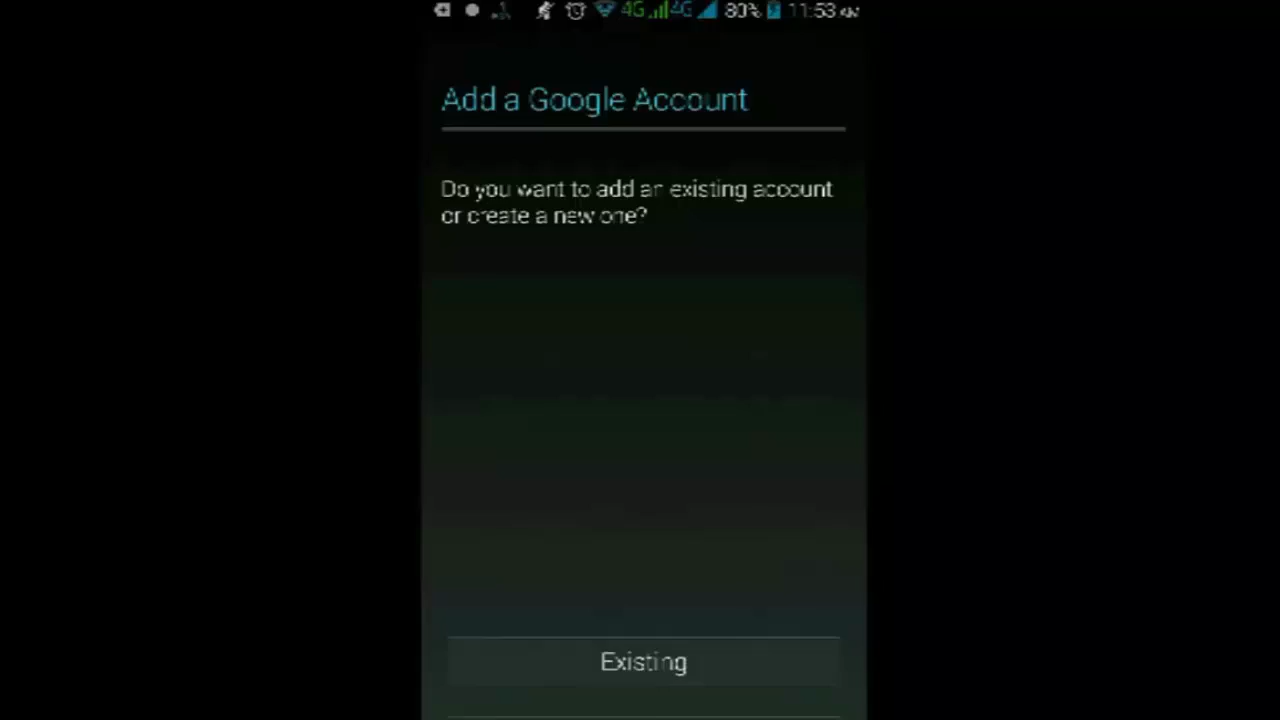 4G 4G 80% 11:53 AM
Add a Google Account
Do you want to add an existing account
or create a new one?
Existing